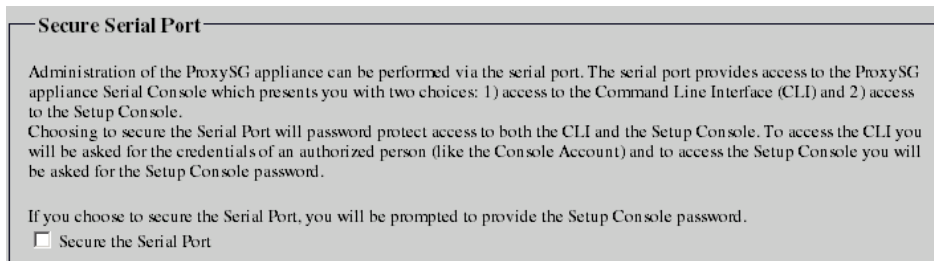 Secure Serial Port
Administration of the ProxySG appliance can be performed via the serial port. The serial port provides access to the ProxySG
appliance Serial Console which presents you with two choices: 1) access to the Command Line Interface (CLI) and 2) access
to the Setup Console.
Choosing to secure the Serial Port will password protect access to both the CLI and the Setup Console. To access the CLI you
will be asked for the credentials of an authorized person (like the Console Account) and to access the Setup Console you will
be asked for the Setup Console password.
If you choose to secure the Serial Port, you will be prompted to provide the Setup Console password.
Secure the Serial Port